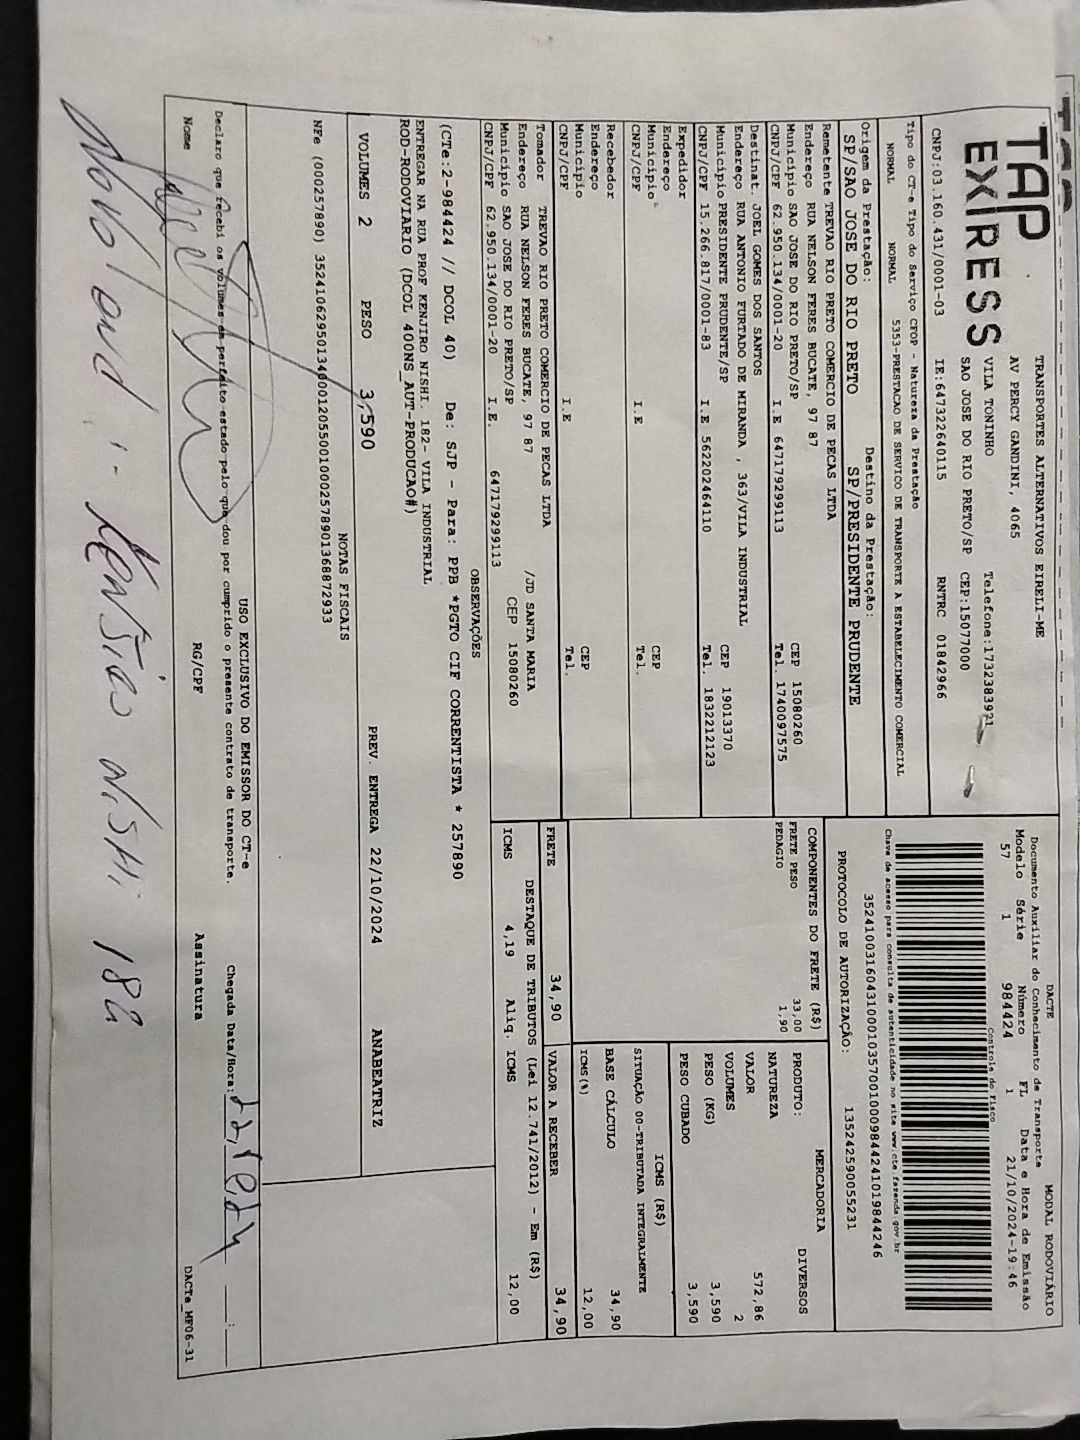 TAP
EXPRESS
TRANSPORTES ALTERNATIVOS EIRELI-ME
AV PERCY GANDINI, 4065
VILA TONINHO Telefone:1732383921
SAO JOSE DO RIO PRETO/SP CEP:15077000
CNPJ:03.160.431/0001-03 IE:647322640115 RNTRC 01842966
DACTE MODAL RODOVIÁRIO
Documento Auxiliar do Conhecimento de Transporte
Modelo Série Número FL Data e Hora de Emissão
57 1 984424 1 21/10/2024-19:46
Controle do Fisco
Chave de acesso para consulta de autenticidade no site www.cte.fazenda.gov.br
35241003160431000103570010009844241019844246
PROTOCOLO DE AUTORIZAÇÃO: 135242590055231
Tipo do CT-e Tipo do Serviço CFOP - Natureza da Prestação
NORMAL NORMAL 5353-PRESTACAO DE SERVICO DE TRANSPORTE A ESTABELECIMENTO COMERCIAL
Origem da Prestação: Destino da Prestação:
SP/SAO JOSE DO RIO PRETO SP/PRESIDENTE PRUDENTE
Remetente TREVAO RIO PRETO COMERCIO DE PECAS LTDA
Endereço RUA NELSON FERES BUCATE, 97 87
Município SAO JOSE DO RIO PRETO/SP CEP 15080260
CNPJ/CPF 62.950.134/0001-20 I.E 647179299113 Tel. 1740097575
Destinat. JOEL GOMES DOS SANTOS
Endereço RUA ANTONIO FURTADO DE MIRANDA , 363/VILA INDUSTRIAL
Município PRESIDENTE PRUDENTE/SP CEP 19013370
CNPJ/CPF 15.266.817/0001-83 I.E 562202464110 Tel. 1832212123
Expedidor
Endereço
Município CEP
CNPJ/CPF I.E Tel.
Recebedor
Endereço
Município CEP
CNPJ/CPF I.E Tel.
Tomador TREVAO RIO PRETO COMERCIO DE PECAS LTDA
Endereço RUA NELSON FERES BUCATE, 97 87 /JD SANTA MARIA
Município SAO JOSE DO RIO PRETO/SP CEP 15080260
CNPJ/CPF 62.950.134/0001-20 I.E. 647179299113
COMPONENTES DO FRETE (R$)
FRETE PESO 33,00
PEDAGIO 1,90
MERCADORIA
PRODUTO: DIVERSOS
NATUREZA
VALOR 572,86
VOLUMES 2
PESO (KG) 3,590
PESO CUBADO 3,590
ICMS (R$)
SITUAÇÃO 00-TRIBUTADA INTEGRALMENTE
BASE CÁLCULO 34,90
ICMS(%) 12,00
FRETE 34,90 VALOR A RECEBER 34,90
DESTAQUE DE TRIBUTOS (Lei 12.741/2012) - Em (R$)
ICMS 4,19 Aliq. ICMS 12,00
OBSERVAÇÕES
(CTe:2-984424 // DCOL 40) De: SJP - Para: PPB *PGTO CIF CORRENTISTA * 257890
ENTREGAR NA RUA PROF KENJIRO NISHI. 182- VILA INDUSTRIAL
ROD-RODOVIARIO (DCOL 400NS_AUT-PRODUCAO#)
VOLUMES 2 PESO 3,590 PREV. ENTREGA 22/10/2024 ANABEATRIZ
NOTAS FISCAIS
NFe (000257890) 35241062950134000120550010002578901368872933
USO EXCLUSIVO DO EMISSOR DO CT-e
Declaro que recebi os volumes em perfeito estado pelo que dou por cumprido o presente contrato de transporte. Chegada Data/Hora: 22,10,24 __:__
Nome RG/CPF Assinatura
DACTe_MF06-31
Nishi 182